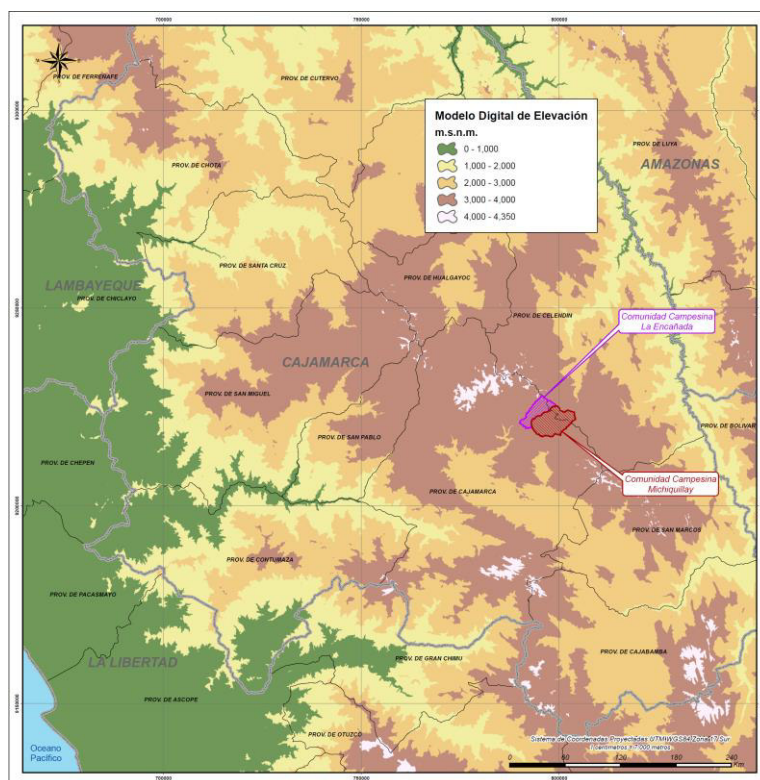 700000
750000
800000
PROV. DE FERREÑAFE
PROV. DE CUTERVO
9300000
Modelo Digital de Elevación
m.s.n.m.
0 - 1,000
1,000 - 2,000
2,000 - 3,000
3,000 - 4,000
4,000 - 4,350
PROV. DE LUYA
AMAZONAS
PROV. DE CHOTA
PROV. DE SANTA CRUZ
PROV. DE HUALGAYOC
LAMBAYEQUE
PROV. DE CHICLAYO
9250000
PROV. DE CELENDIN
Comunidad Campesina
La Encañada
CAJAMARCA
PROV. DE SAN MIGUEL
PROV. DE SAN PABLO
PROV. DE BOLIVAR
PROV. DE CHEPEN
PROV. DE CAJAMARCA
Comunidad Campesina
Michiquillay
9200000
PROV. DE SAN MARCOS
PROV. DE CONTUMAZA
PROV. DE PACASMAYO
LA LIBERTAD
PROV. DE GRAN CHIMU
PROV. DE CAJABAMBA
PROV. DE ASCOPE
9150000
PROV. DE OTUZCO
Oceano
Pacífico
Sistema de Coordenadas Proyectadas UTM WGS84 Zona 17 Sur
0 60 120 180 240
Km
700000
750000
800000